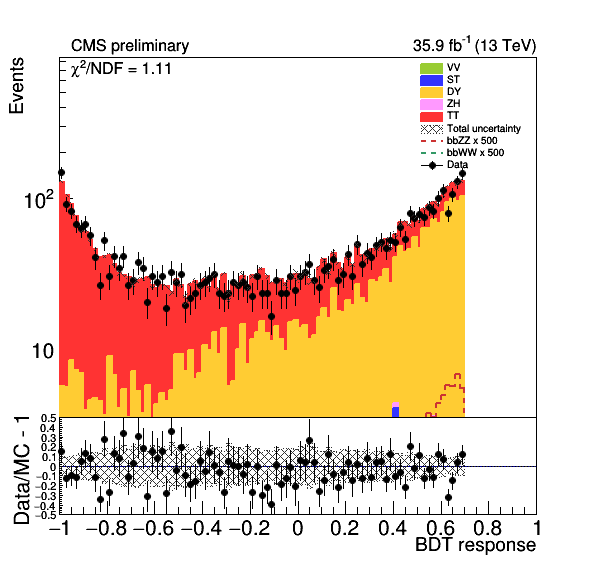 CMS preliminary 35.9 fb⁻¹ (13 TeV)
χ²/NDF = 1.11
Events
VV
ST
DY
ZH
TT
Total uncertainty
bbZZ x 500
bbWW x 500
Data
10²
10
Data/MC - 1
0.5
0.4
0.3
0.2
0.1
0
−0.1
−0.2
−0.3
−0.4
−0.5
−1 −0.8 −0.6 −0.4 −0.2 0 0.2 0.4 0.6 0.8 1
BDT response